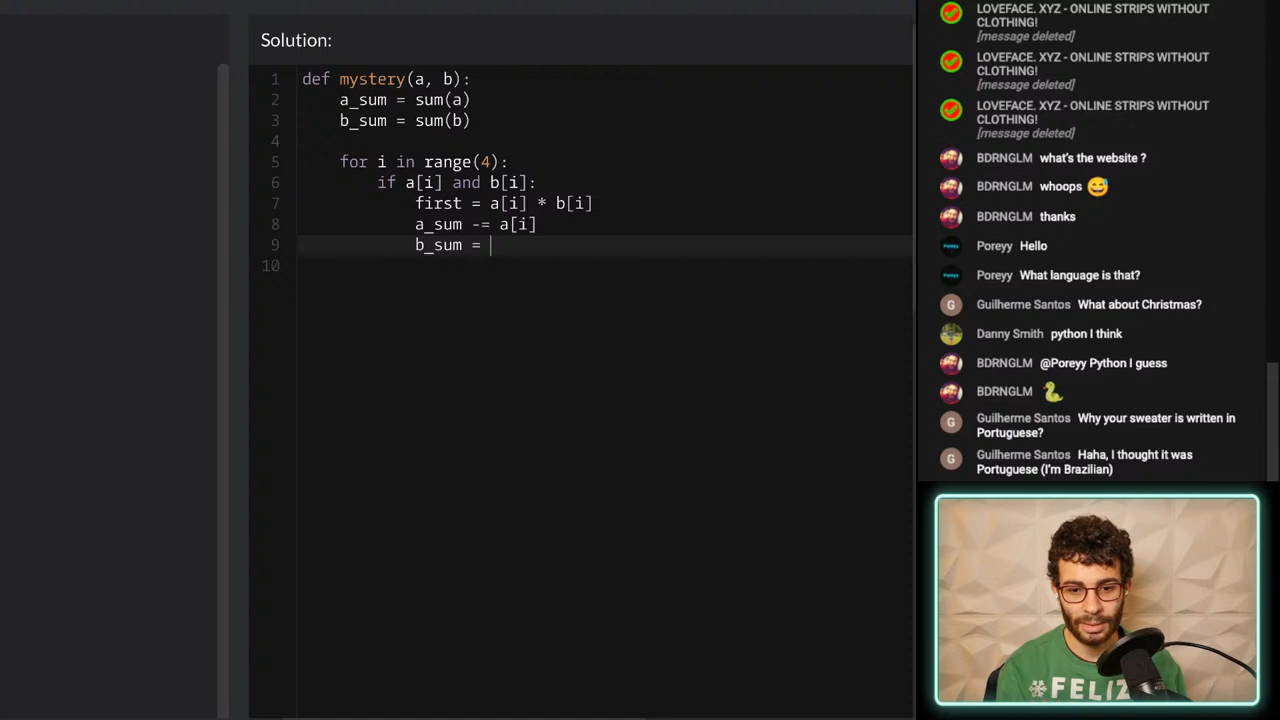 Solution:
1 def mystery(a, b):
2 a_sum = sum(a)
3 b_sum = sum(b)
4
5 for i in range(4):
6 if a[i] and b[i]:
7 first = a[i] * b[i]
8 a_sum -= a[i]
9 b_sum =
10
LOVEFACE. XYZ - ONLINE STRIPS WITHOUT
CLOTHING!
[message deleted]
LOVEFACE. XYZ - ONLINE STRIPS WITHOUT
CLOTHING!
[message deleted]
LOVEFACE. XYZ - ONLINE STRIPS WITHOUT
CLOTHING!
[message deleted]
BDRNGLM what's the website ?
BDRNGLM whoops 😅
BDRNGLM thanks
Poreyy Hello
Poreyy What language is that?
G Guilherme Santos What about Christmas?
Danny Smith python I think
BDRNGLM @Poreyy Python I guess
BDRNGLM 🐍
G Guilherme Santos Why your sweater is written in
Portuguese?
G Guilherme Santos Haha, I thought it was
Portuguese (I'm Brazilian)
FELIZ